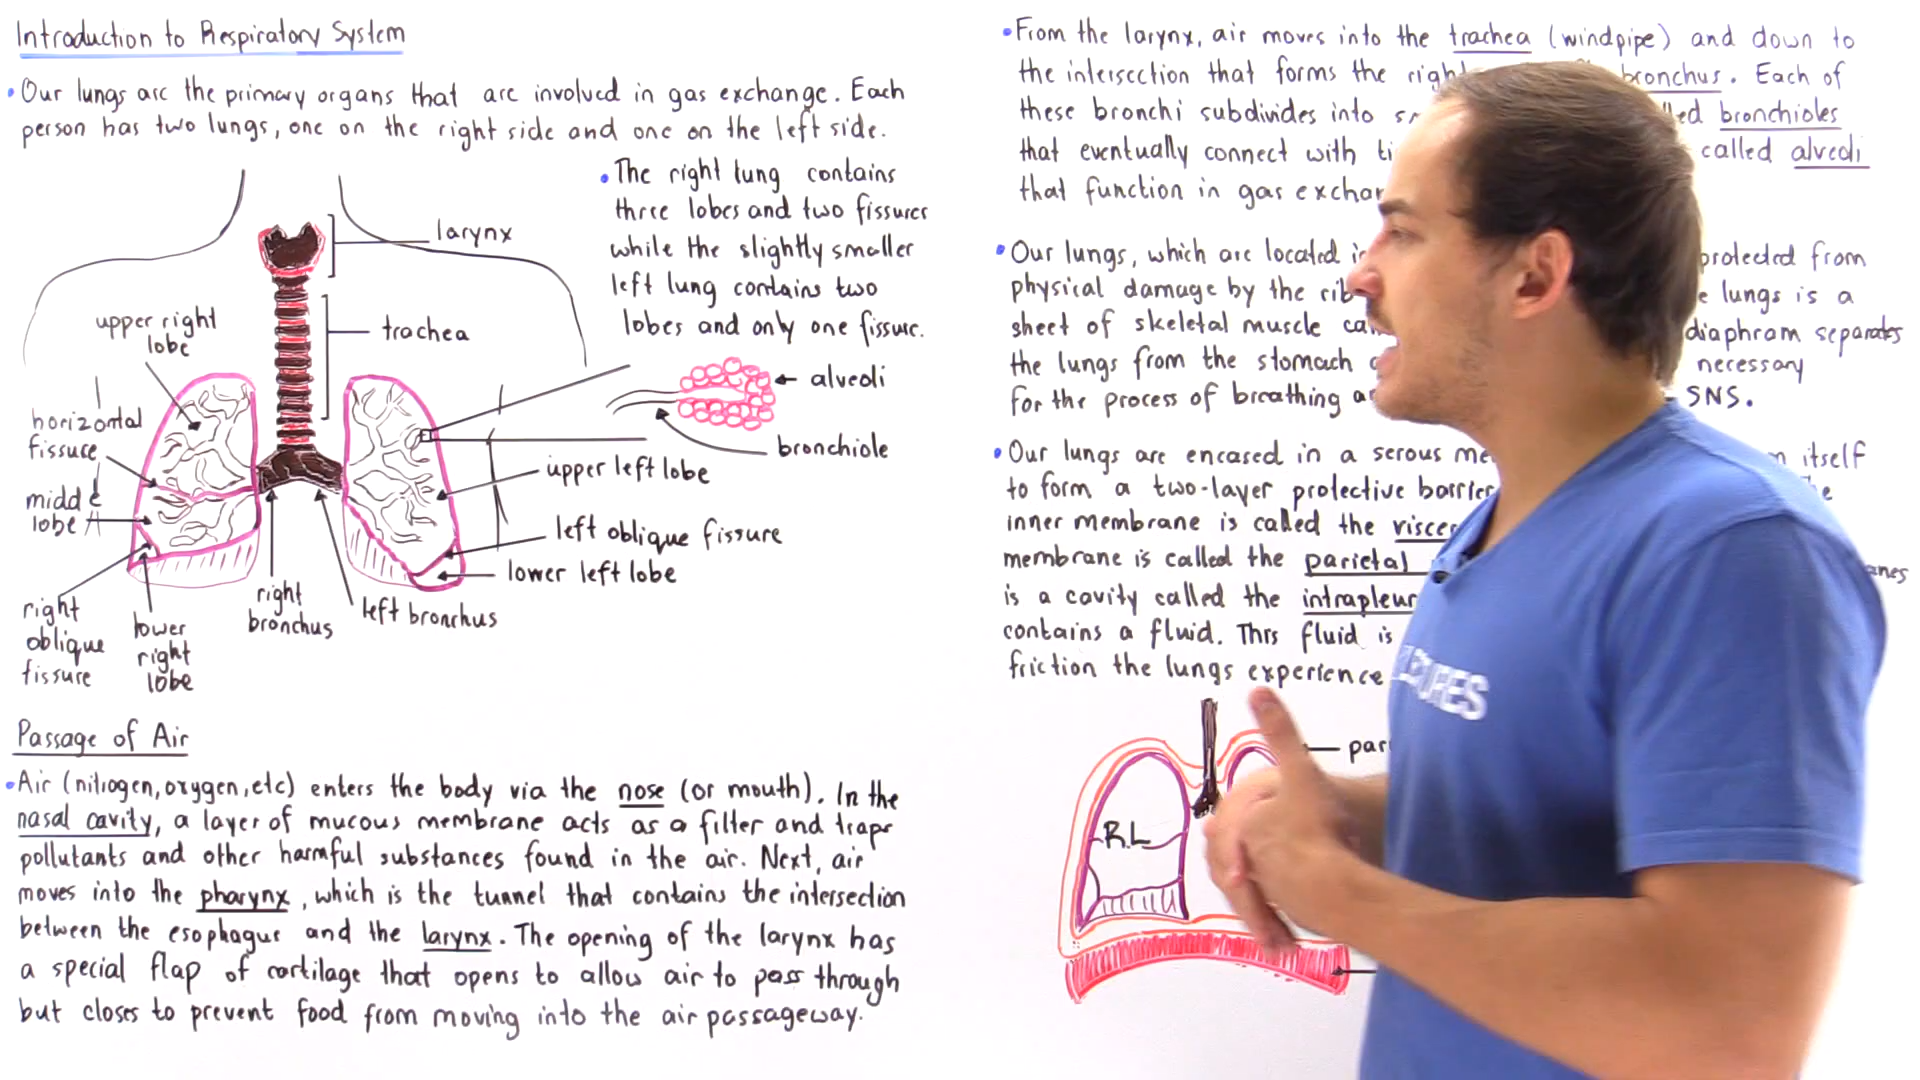 Introduction to Respiratory System
• Our lungs are the primary organs that are involved in gas exchange. Each
person has two lungs, one on the right side and one on the left side.
• The right lung contains
three lobes and two fissures
while the slightly smaller
left lung contains two
lobes and only one fissure.
larynx
trachea
upper right
lobe
horizontal
fissure
middle
lobe
right
oblique
fissure
lower
right
lobe
right
bronchus
left bronchus
alveoli
bronchiole
upper left lobe
left oblique fissure
lower left lobe
Passage of Air
• Air (nitrogen, oxygen, etc) enters the body via the nose (or mouth). In the
nasal cavity, a layer of mucous membrane acts as a filter and traps
pollutants and other harmful substances found in the air. Next, air
moves into the pharynx, which is the tunnel that contains the intersection
between the esophagus and the larynx. The opening of the larynx has
a special flap of cartilage that opens to allow air to pass through
but closes to prevent food from moving into the air passageway.
• From the larynx, air moves into the trachea (windpipe) and down to
the intersection that forms the bronchus. Each of
these bronchi subdivides into bronchioles
that eventually connect with called alveoli
that function in gas
• Our lungs, which are located protected from
physical damage by the lungs is a
sheet of skeletal muscle diaphram separates
the lungs from the stomach necessary
for the process of breathing SNS.
• Our lungs are encased in a serous itself
to form a two-layer protective barrier
inner membrane is called the
membrane is called the parietal
is a cavity called the
contains a fluid. This fluid is
friction the lungs experience
R.L